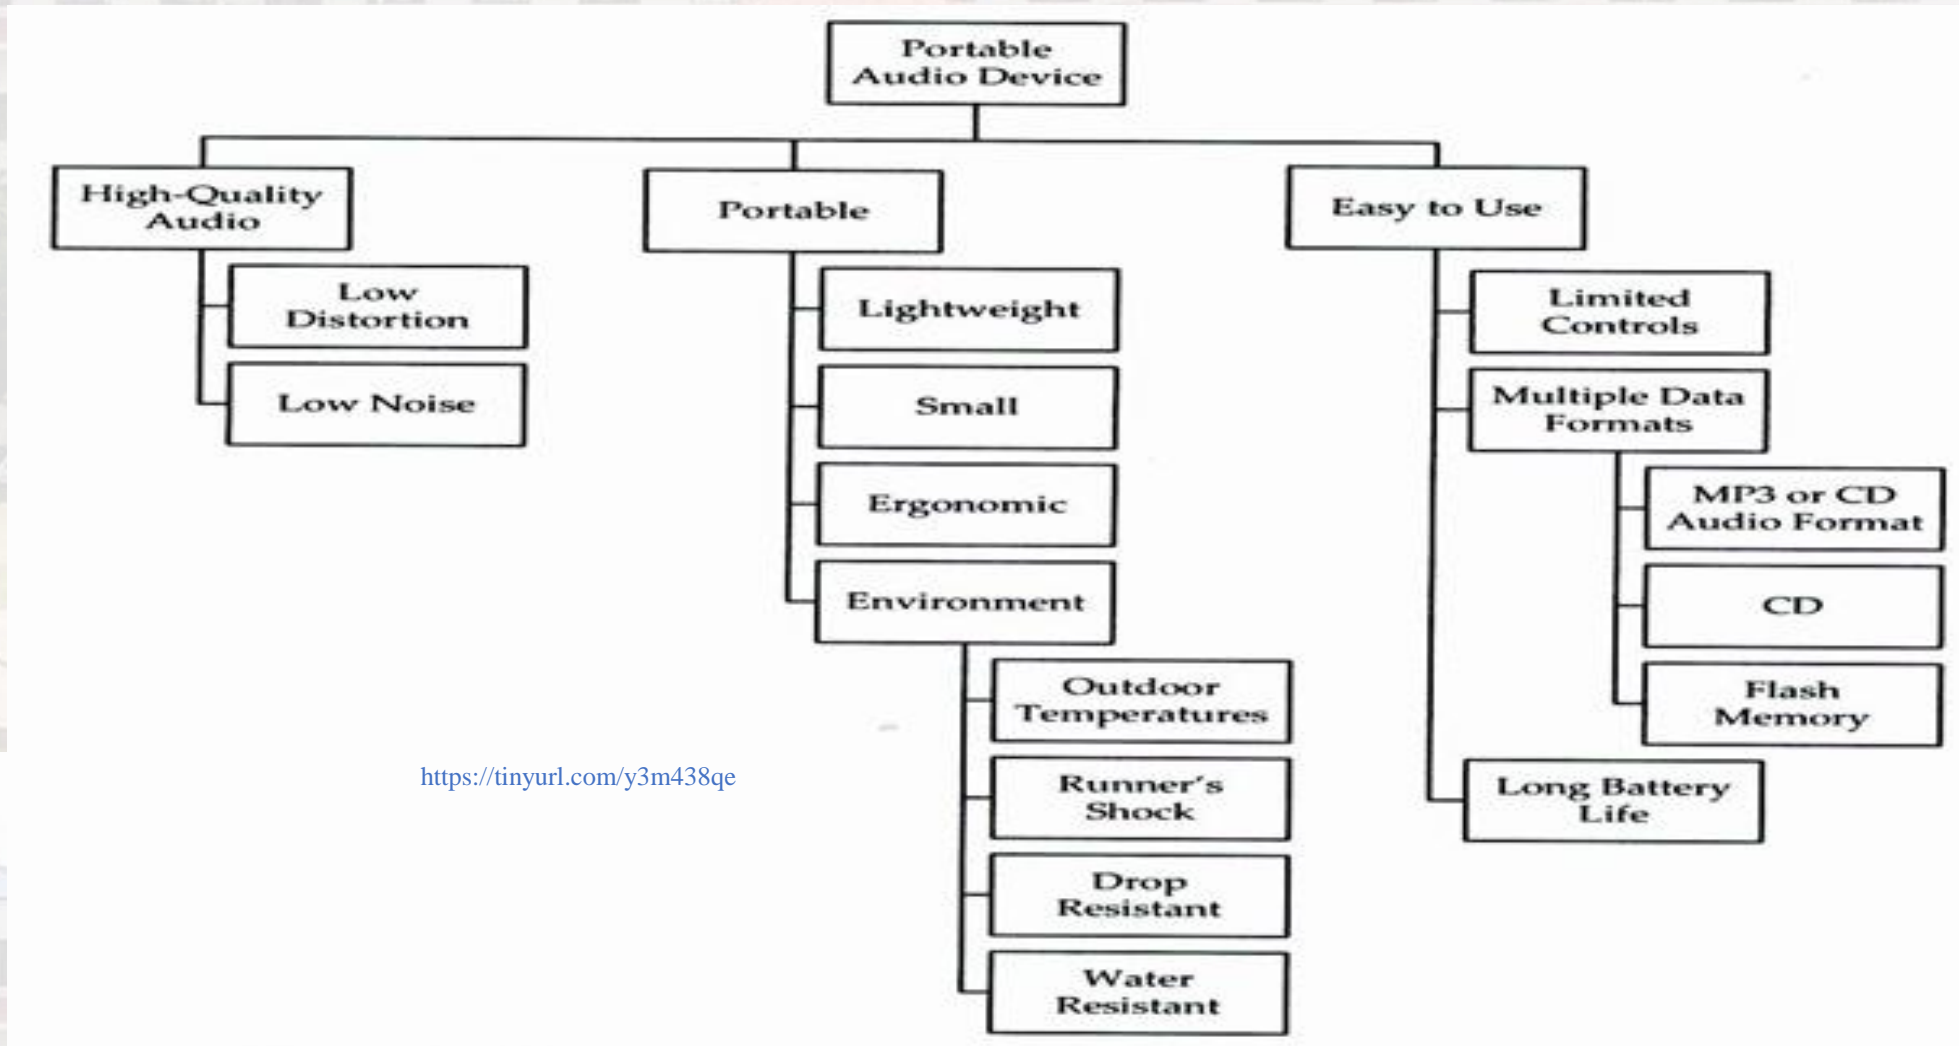 Portable
Audio Device
High-Quality
Audio
Low
Distortion
Low Noise
Portable
Lightweight
Small
Ergonomic
Environment
Outdoor
Temperatures
Runner's
Shock
Drop
Resistant
Water
Resistant
Easy to Use
Limited
Controls
Multiple Data
Formats
MP3 or CD
Audio Format
CD
Flash
Memory
Long Battery
Life
https://tinyurl.com/y3m438qe